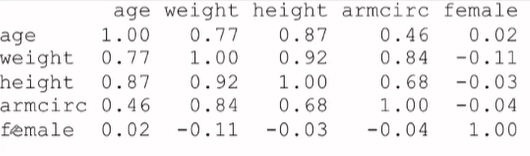 age weight height armcirc female
age 1.00 0.77 0.87 0.46 0.02
weight 0.77 1.00 0.92 0.84 -0.11
height 0.87 0.92 1.00 0.68 -0.03
armcirc 0.46 0.84 0.68 1.00 -0.04
female 0.02 -0.11 -0.03 -0.04 1.00